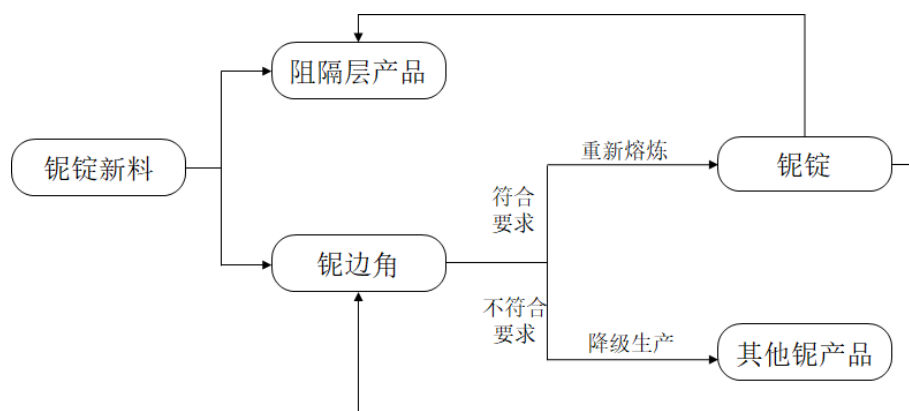 阻隔层产品
铌锭新料
重新熔炼
铌锭
符合
要求
铌边角
不符合
要求
降级生产
其他铌产品